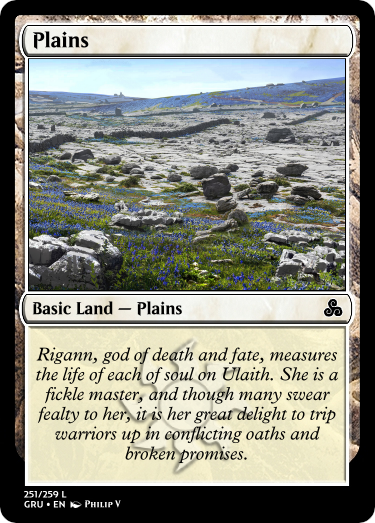 Plains
Basic Land — Plains
Rigann, god of death and fate, measures
the life of each of soul on Ulaith. She is a
fickle master, and though many swear
fealty to her, it is her great delight to trip
warriors up in conflicting oaths and
broken promises.
251/259 L
GRU • EN Philip V